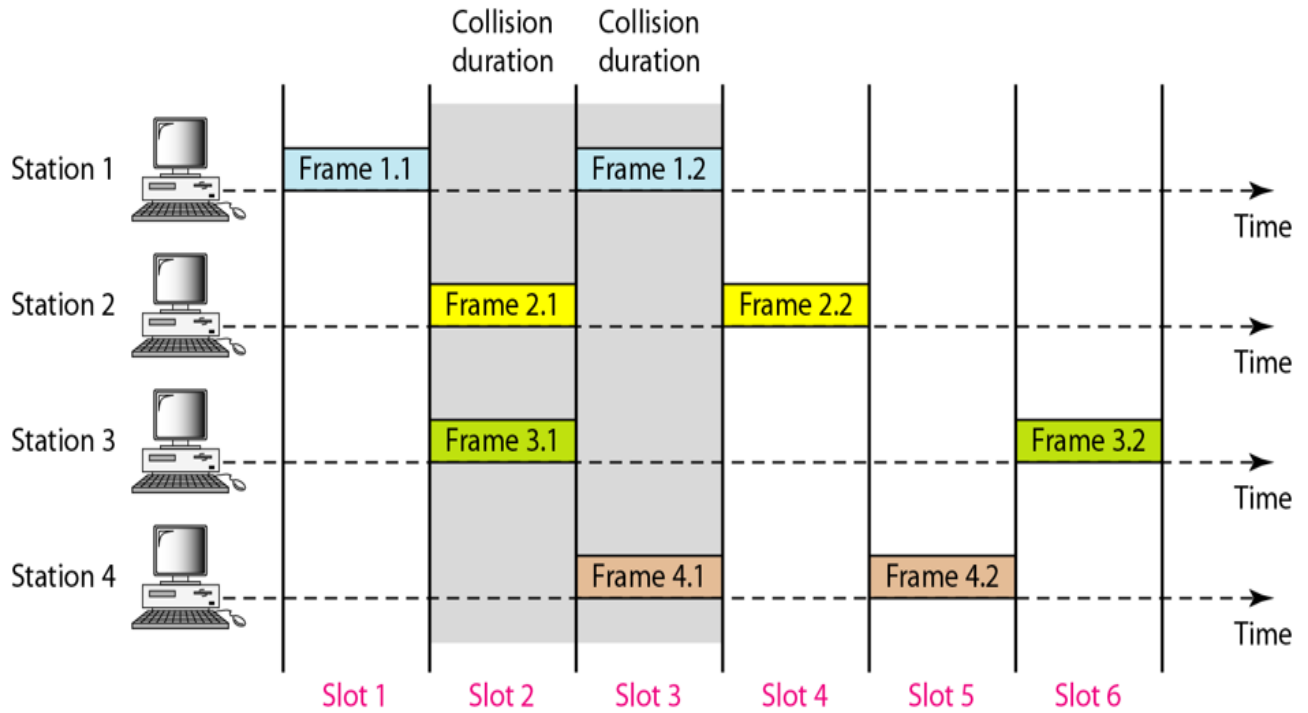 Collision
duration
Collision
duration
Station 1
Frame 1.1
Frame 1.2
Time
Station 2
Frame 2.1
Frame 2.2
Time
Station 3
Frame 3.1
Frame 3.2
Time
Station 4
Frame 4.1
Frame 4.2
Time
Slot 1
Slot 2
Slot 3
Slot 4
Slot 5
Slot 6